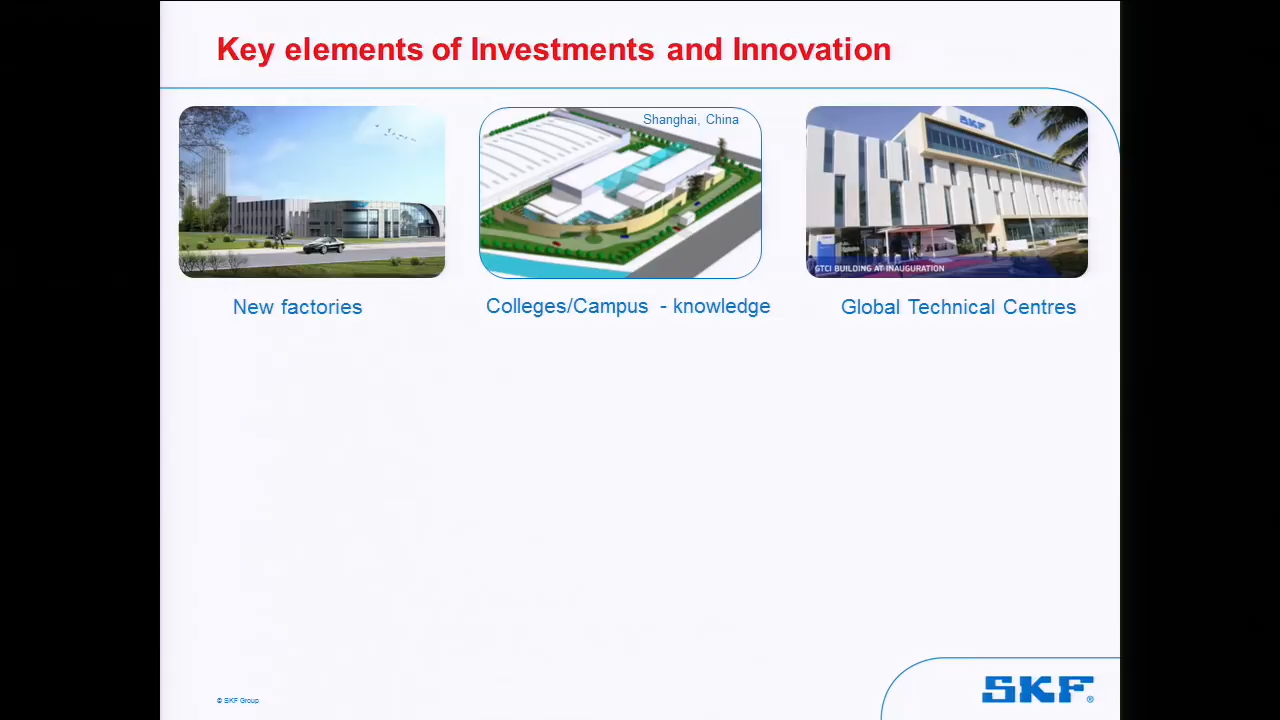 Key elements of Investments and Innovation
Shanghai, China
SKF
GTCI BUILDING AT INAUGURATION
New factories
Colleges/Campus - knowledge
Global Technical Centres
© SKF Group
SKF®